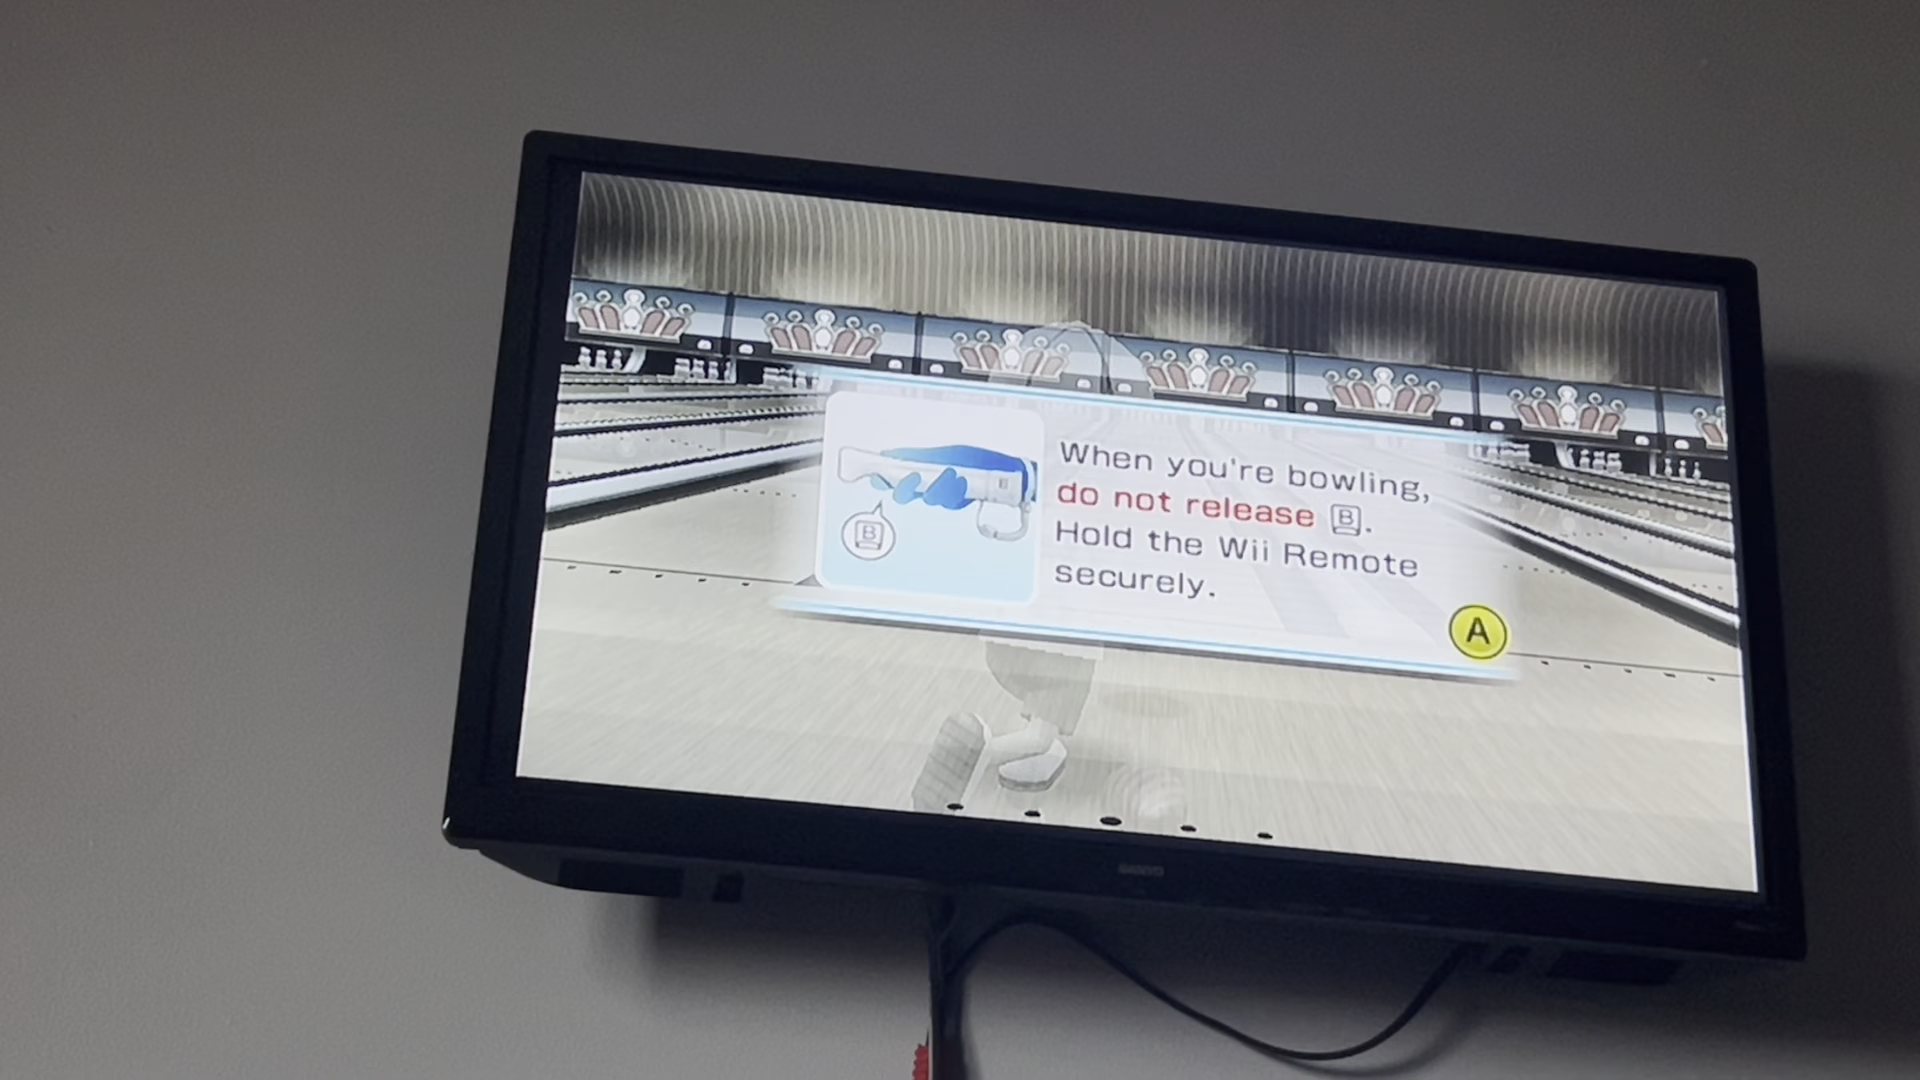 When you're bowling,
do not release B.
Hold the Wii Remote
securely.
B
A